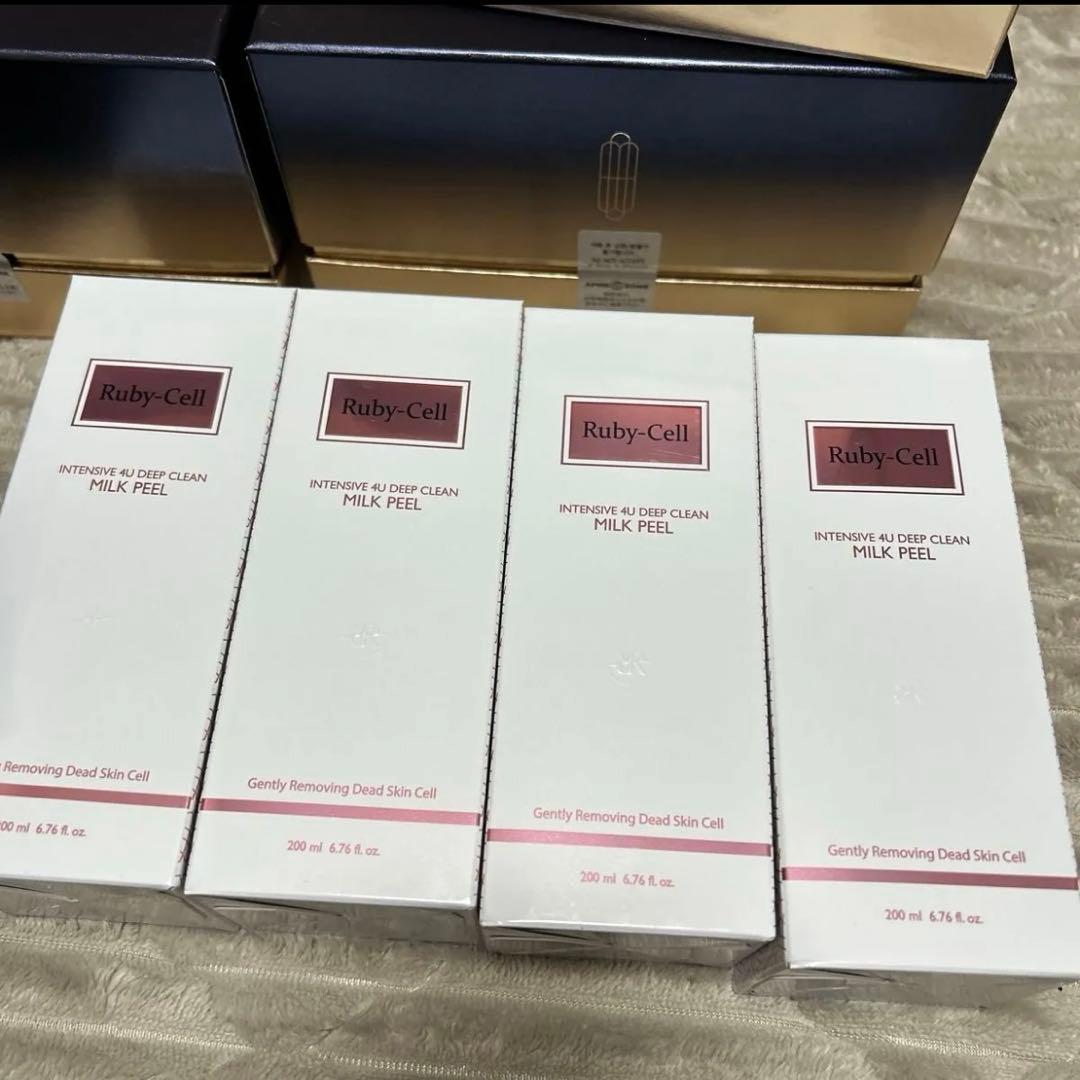 Ruby-Cell
INTENSIVE 4U DEEP CLEAN
MILK PEEL
Removing Dead Skin Cell
00 ml 6.76 fl. oz.
Ruby-Cell
INTENSIVE 4U DEEP CLEAN
MILK PEEL
Gently Removing Dead Skin Cell
200 ml 6.76 fl. oz.
Ruby-Cell
INTENSIVE 4U DEEP CLEAN
MILK PEEL
Gently Removing Dead Skin Cell
200 ml 6.76 fl. oz.
Ruby-Cell
INTENSIVE 4U DEEP CLEAN
MILK PEEL
Gently Removing Dead Skin Cell
200 ml 6.76 fl. oz.